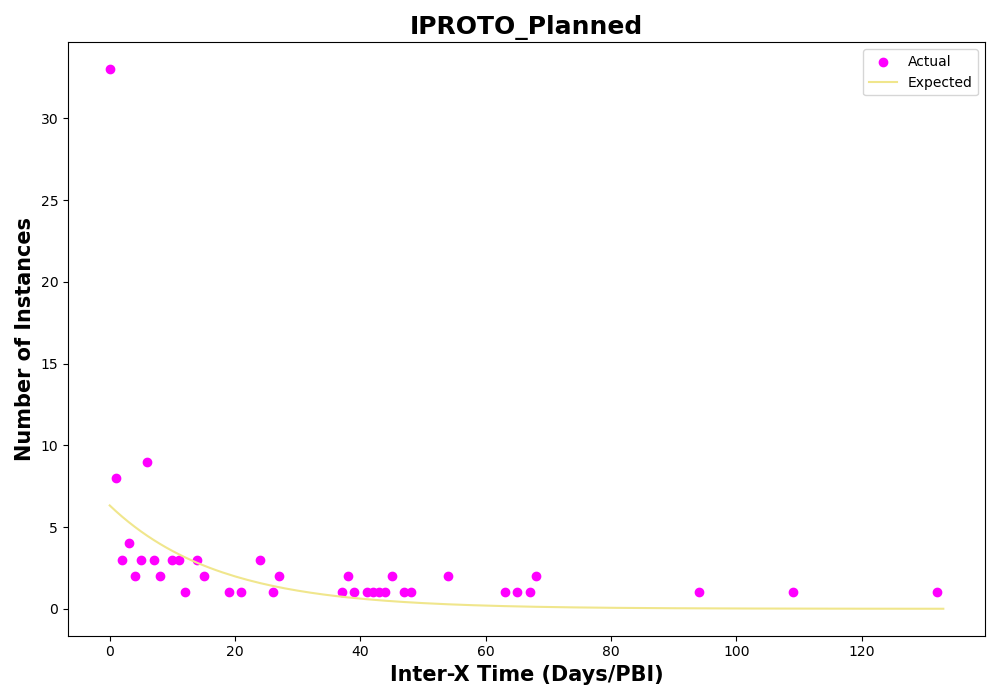 IPROTO_Planned
Actual
Expected
Number of Instances
30
25
20
15
10
5
0
0 20 40 60 80 100 120
Inter-X Time (Days/PBI)